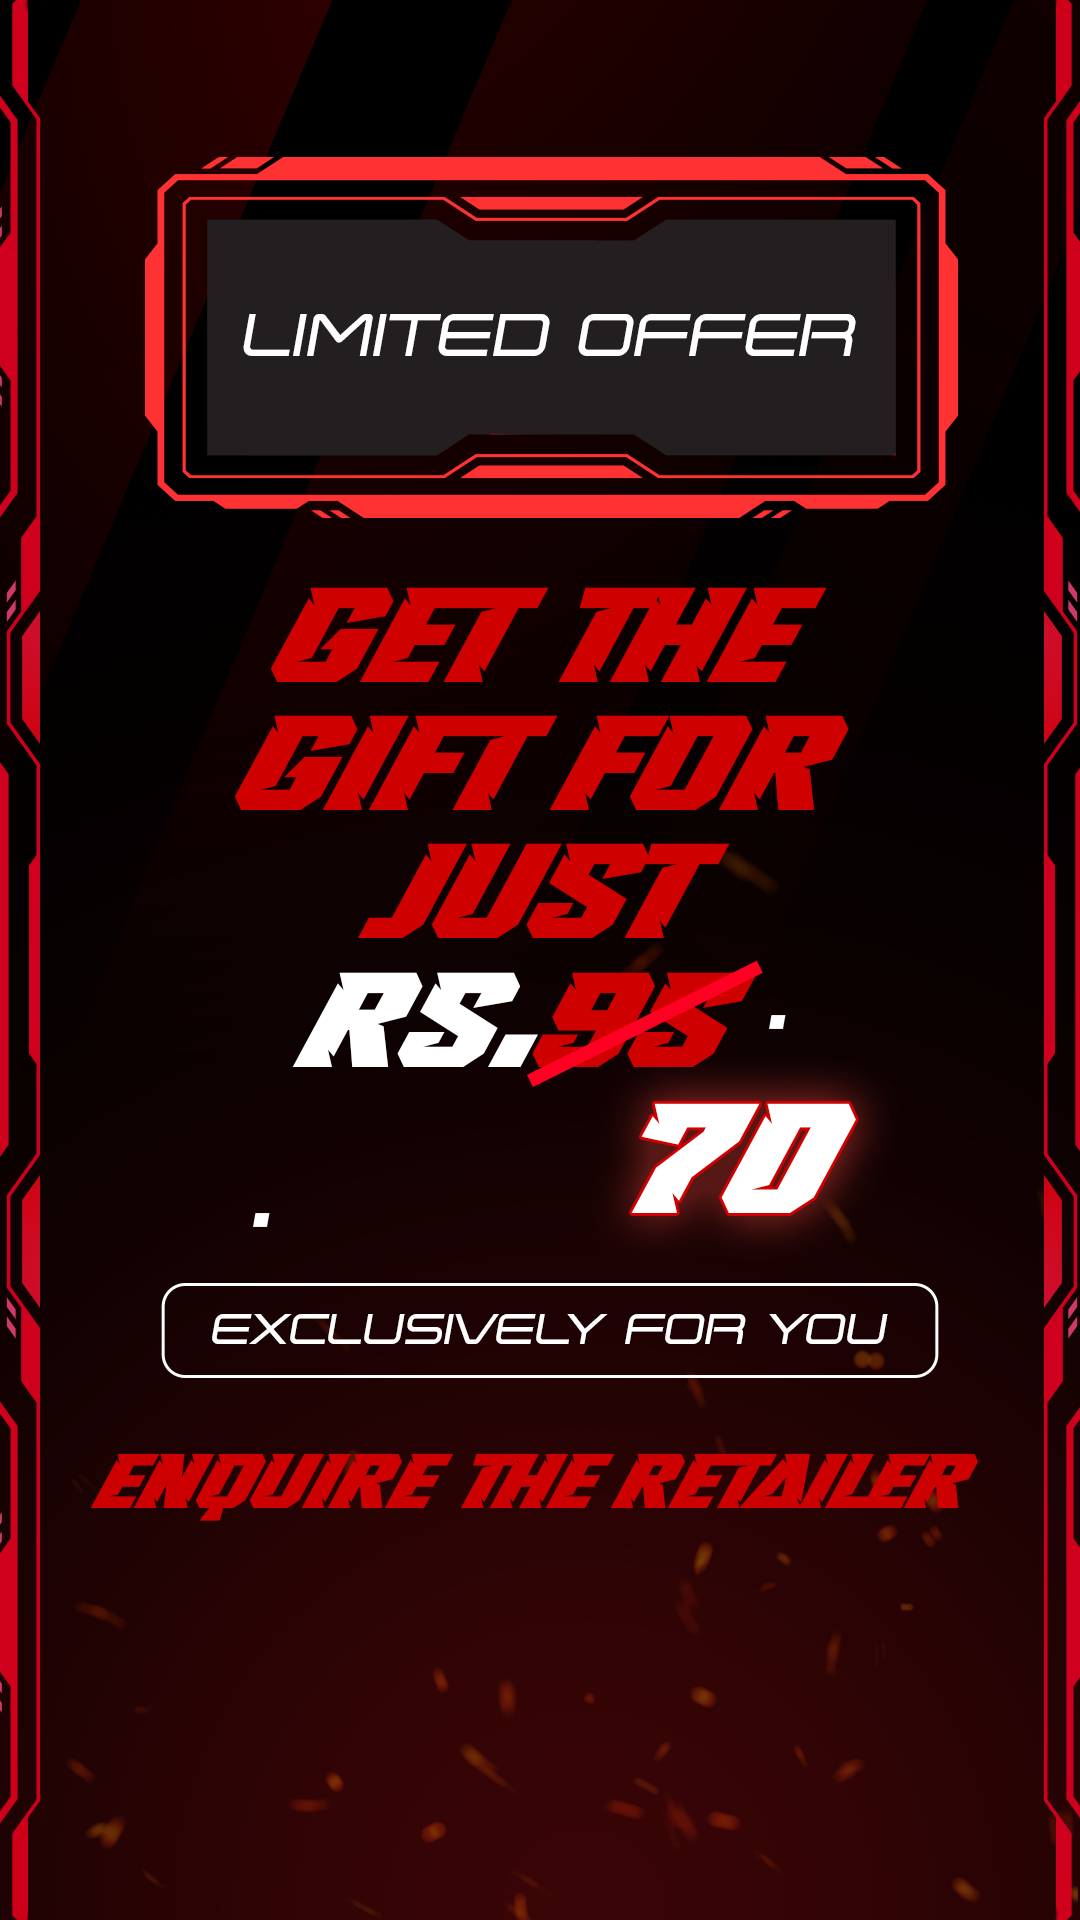 LIMITED OFFER
GET THE
GIFT FOR
JUST
RS.95
70
EXCLUSIVELY FOR YOU
ENQUIRE THE RETAILER